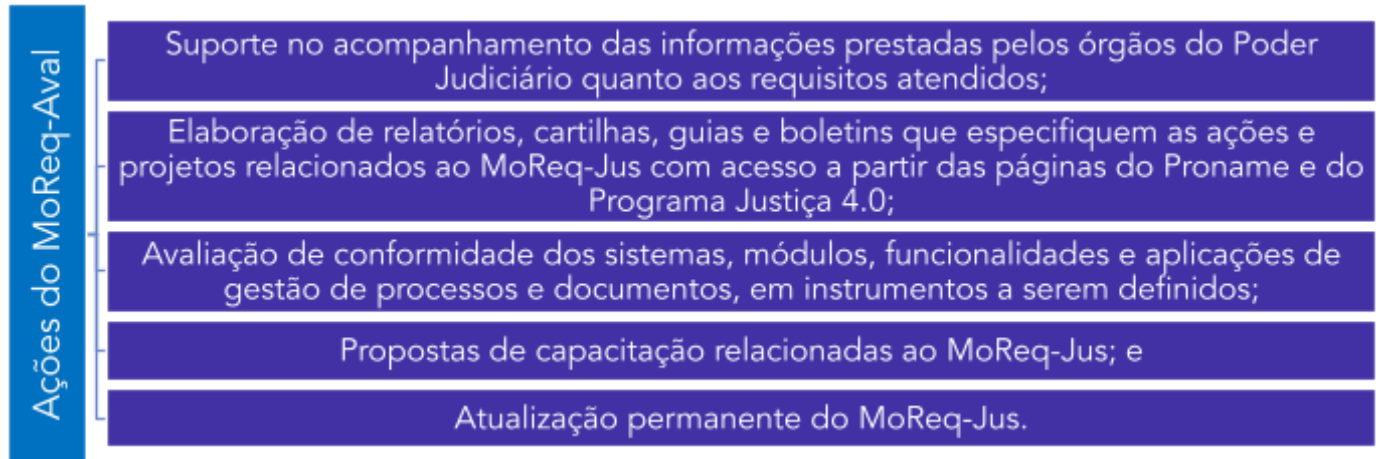 Ações do MoReq-Aval
Suporte no acompanhamento das informações prestadas pelos órgãos do Poder
Judiciário quanto aos requisitos atendidos;
Elaboração de relatórios, cartilhas, guias e boletins que especifiquem as ações e
projetos relacionados ao MoReq-Jus com acesso a partir das páginas do Proname e do
Programa Justiça 4.0;
Avaliação de conformidade dos sistemas, módulos, funcionalidades e aplicações de
gestão de processos e documentos, em instrumentos a serem definidos;
Propostas de capacitação relacionadas ao MoReq-Jus; e
Atualização permanente do MoReq-Jus.